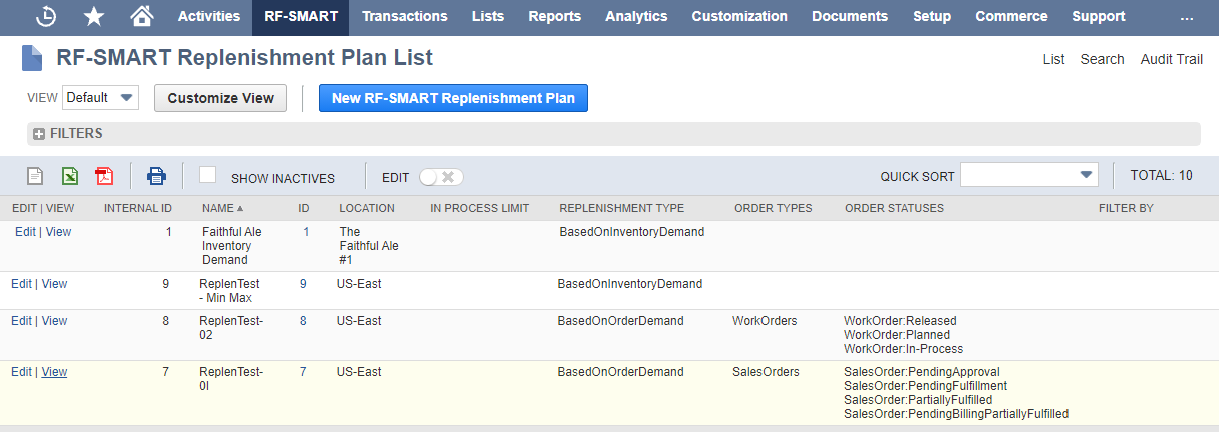 Activities RF-SMART Transactions Lists Reports Analytics Customization Documents Setup Commerce Support ...
RF-SMART Replenishment Plan List
List Search Audit Trail
VIEW Default Customize View New RF-SMART Replenishment Plan
FILTERS
SHOW INACTIVES EDIT QUICK SORT TOTAL: 10
EDIT | VIEW INTERNAL ID NAME ID LOCATION IN PROCESS LIMIT REPLENISHMENT TYPE ORDER TYPES ORDER STATUSES FILTER BY
Edit | View 1 Faithful Ale 1 The BasedOnInventoryDemand
Inventory Faithful Ale
Demand #1
Edit | View 9 ReplenTest 9 US-East BasedOnInventoryDemand
- Min Max
Edit | View 8 ReplenTest- 8 US-East BasedOnOrderDemand WorkOrders WorkOrder:Released
02 WorkOrder:Planned
WorkOrder:In-Process
Edit | View 7 ReplenTest- 7 US-East BasedOnOrderDemand SalesOrders SalesOrder:PendingApproval
0l SalesOrder:PendingFulfillment
SalesOrder:PartiallyFulfilled
SalesOrder:PendingBillingPartiallyFulfilled